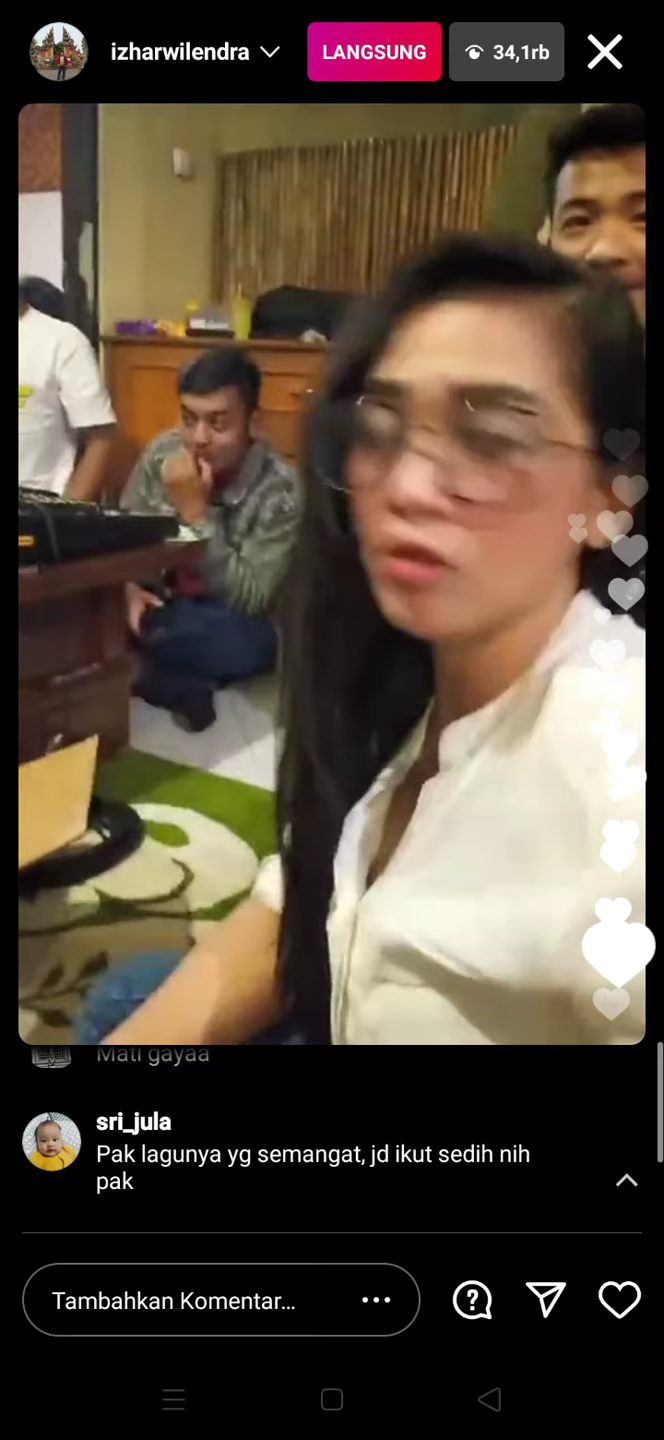 izharwilendra
LANGSUNG
34,1rb
Mati gayaa
sri_jula
Pak lagunya yg semangat, jd ikut sedih nih
pak
Tambahkan Komentar...